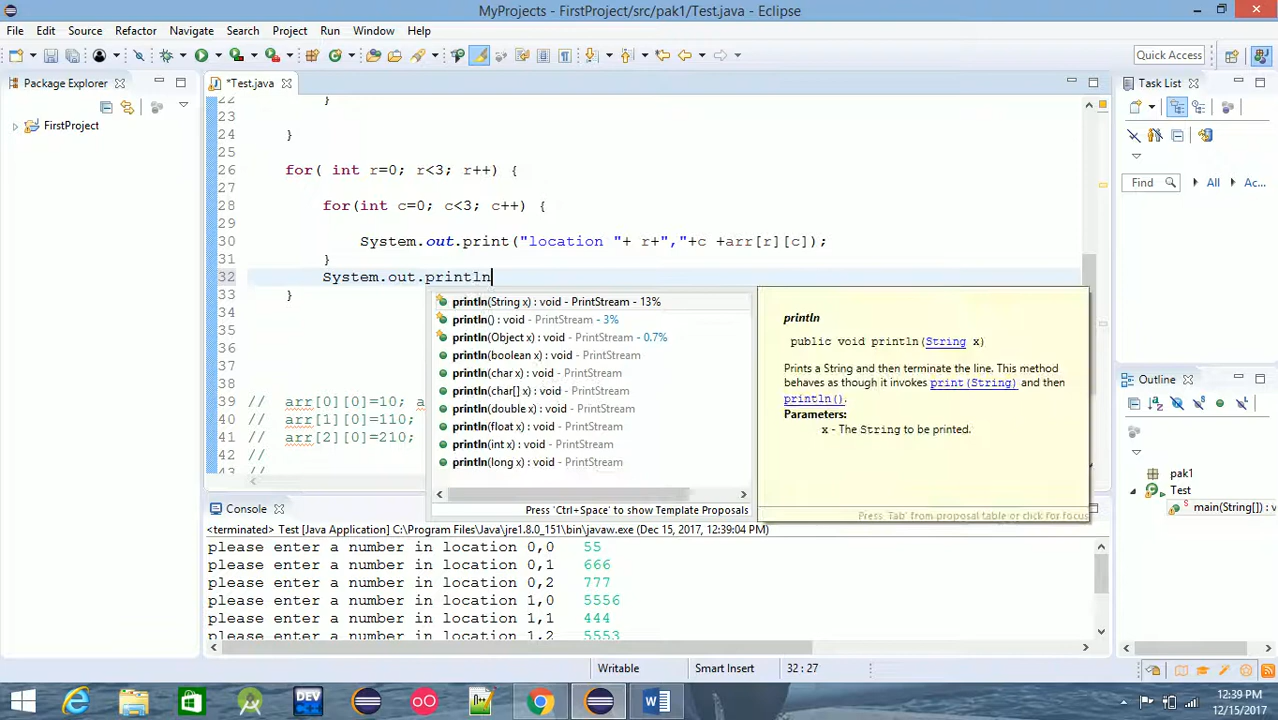 MyProjects - FirstProject/src/pak1/Test.java - Eclipse
File Edit Source Refactor Navigate Search Project Run Window Help
Quick Access
Package Explorer
*Test.java
Task List
FirstProject
22 }
23
24 }
25
26 for( int r=0; r<3; r++) {
27
28 for(int c=0; c<3; c++) {
29
30 System.out.print("location "+ r+","+c +arr[r][c]);
31 }
32 System.out.println
33 }
34
35
36
37
38
39 // arr[0][0]=10; a
40 // arr[1][0]=110;
41 // arr[2][0]=210;
42 //
43 //
println(String x) : void - PrintStream - 13%
println() : void - PrintStream - 3%
println(Object x) : void - PrintStream - 0.7%
println(boolean x) : void - PrintStream
println(char x) : void - PrintStream
println(char[] x) : void - PrintStream
println(double x) : void - PrintStream
println(float x) : void - PrintStream
println(int x) : void - PrintStream
println(long x) : void - PrintStream
Press 'Ctrl+Space' to show Template Proposals
println
public void println(String x)
Prints a String and then terminate the line. This method
behaves as though it invokes print(String) and then
println().
Parameters:
x - The String to be printed.
Press 'Tab' from proposal table or click for focus
Find All Ac...
Outline
pak1
Test
main(String[]) : v
Console
<terminated> Test [Java Application] C:\Program Files\Java\jre1.8.0_151\bin\javaw.exe (Dec 15, 2017, 12:39:04 PM)
please enter a number in location 0,0 55
please enter a number in location 0,1 666
please enter a number in location 0,2 777
please enter a number in location 1,0 5556
please enter a number in location 1,1 444
please enter a number in location 1,2 5553
Writable Smart Insert 32 : 27
DEV
12:39 PM
12/15/2017